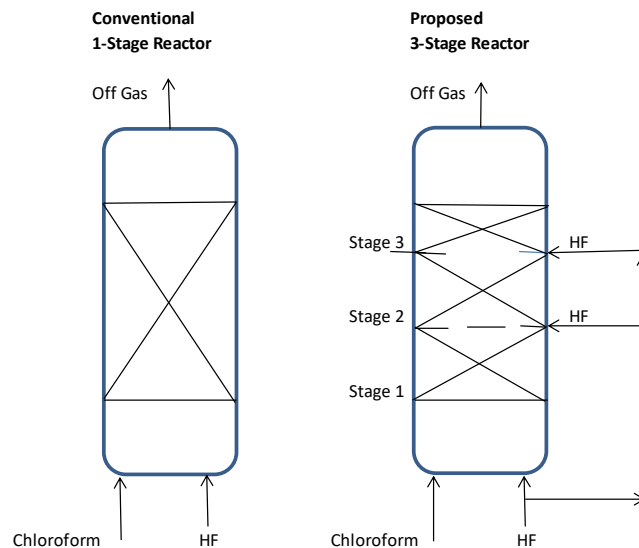 Conventional
1-Stage Reactor
Off Gas
Chloroform
HF
Proposed
3-Stage Reactor
Off Gas
Stage 3
HF
Stage 2
HF
Stage 1
Chloroform
HF